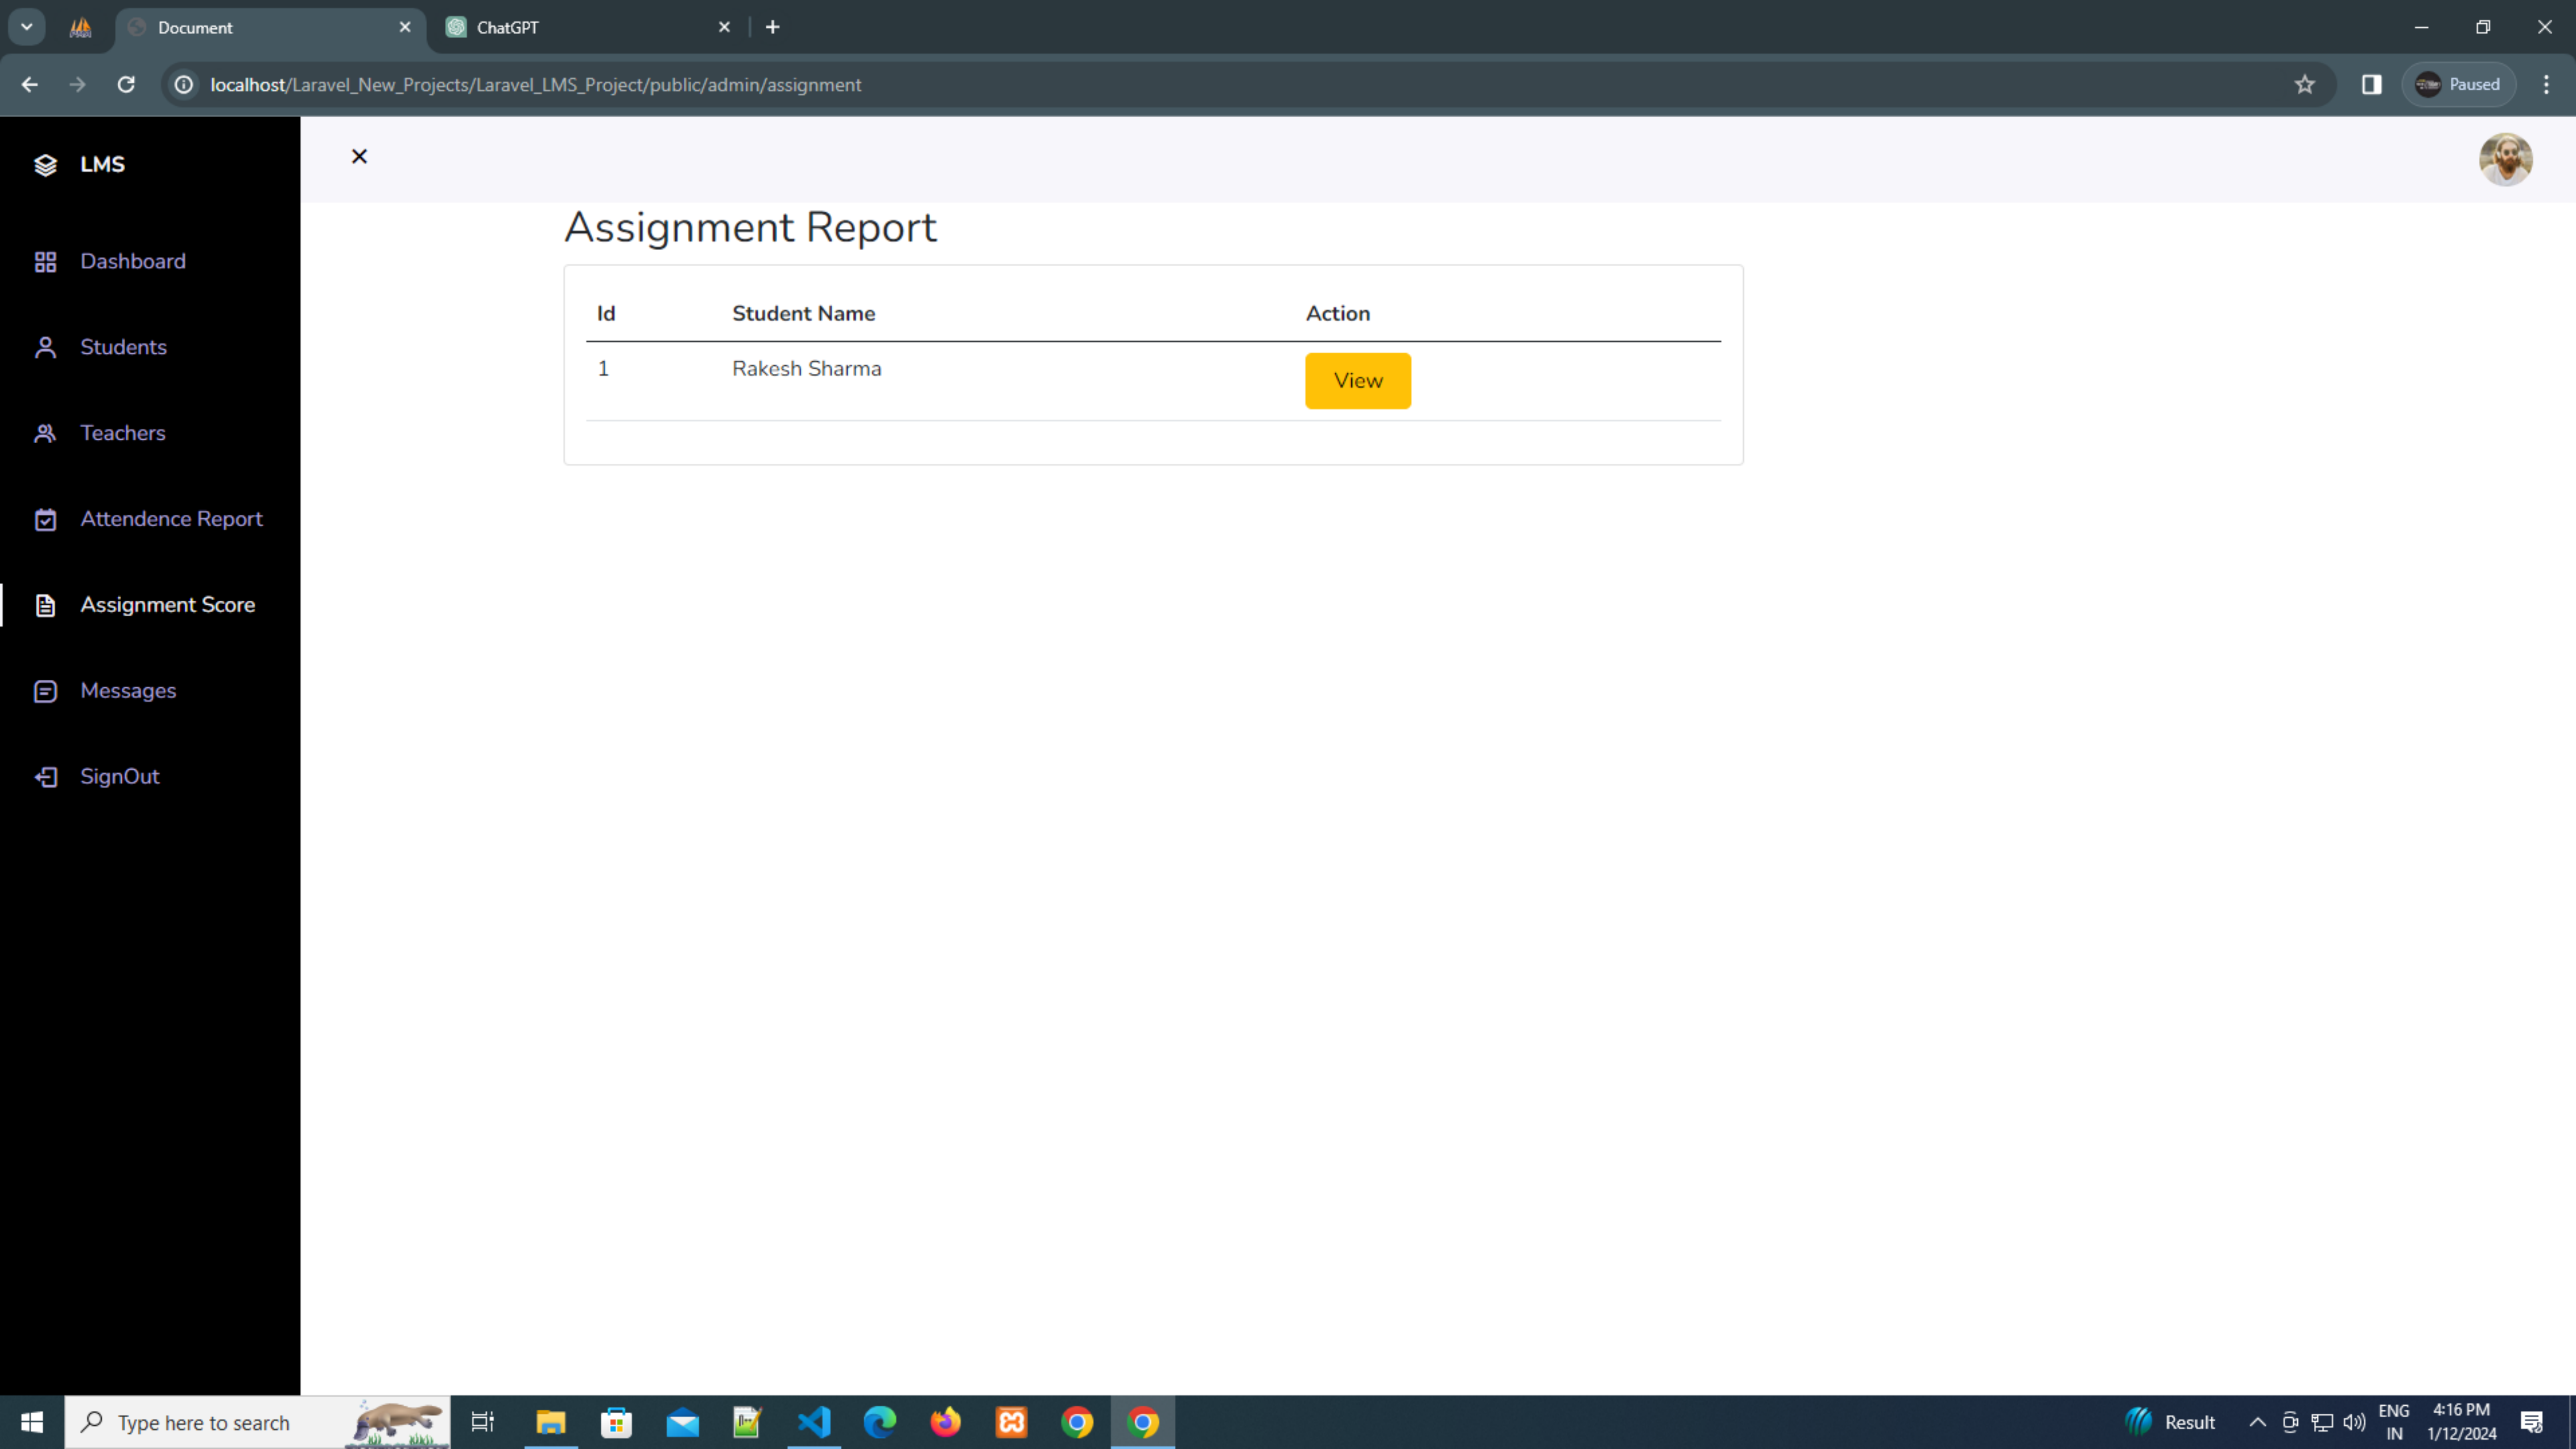 Document
ChatGPT
localhost/Laravel_New_Projects/Laravel_LMS_Project/public/admin/assignment
Paused
LMS
Dashboard
Students
Teachers
Attendence Report
Assignment Score
Messages
SignOut
Assignment Report
Id Student Name Action
1 Rakesh Sharma View
Type here to search
Result
ENG
IN
4:16 PM
1/12/2024